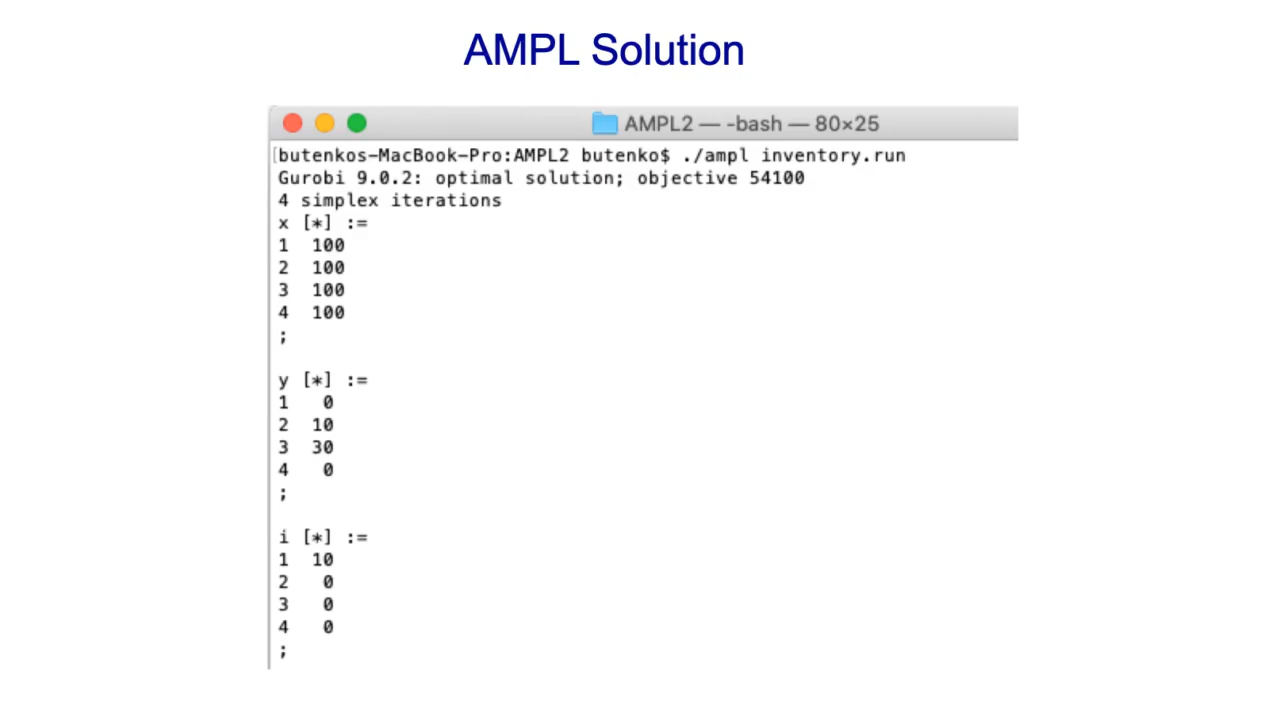 AMPL Solution
AMPL2 — -bash — 80×25
[butenkos-MacBook-Pro:AMPL2 butenko$ ./ampl inventory.run
Gurobi 9.0.2: optimal solution; objective 54100
4 simplex iterations
x [*] :=
1 100
2 100
3 100
4 100
;
y [*] :=
1 0
2 10
3 30
4 0
;
i [*] :=
1 10
2 0
3 0
4 0
;